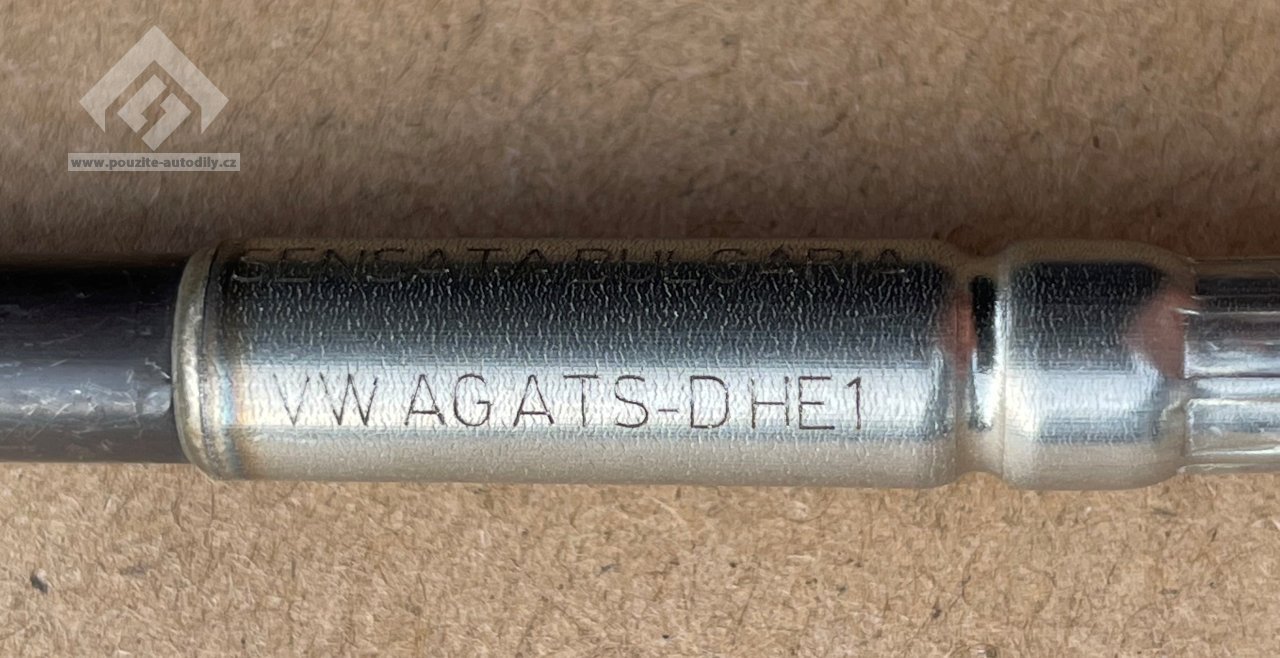 www.pouzite-autodily.cz
SENSATA BULGARIA
VW AG ATS-D HE1